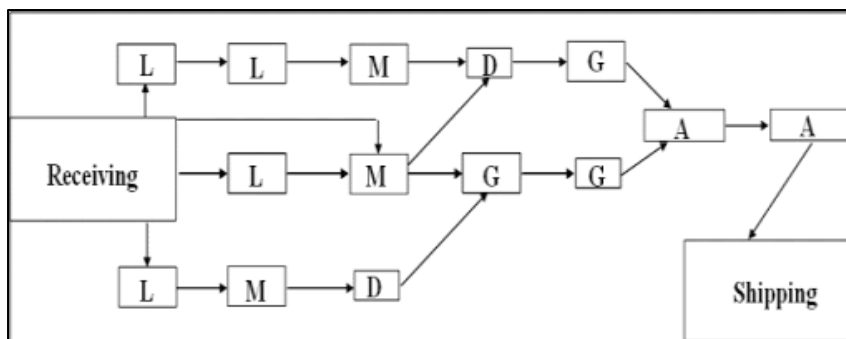 L L M D G
A A
Receiving L M G G
L M D
Shipping